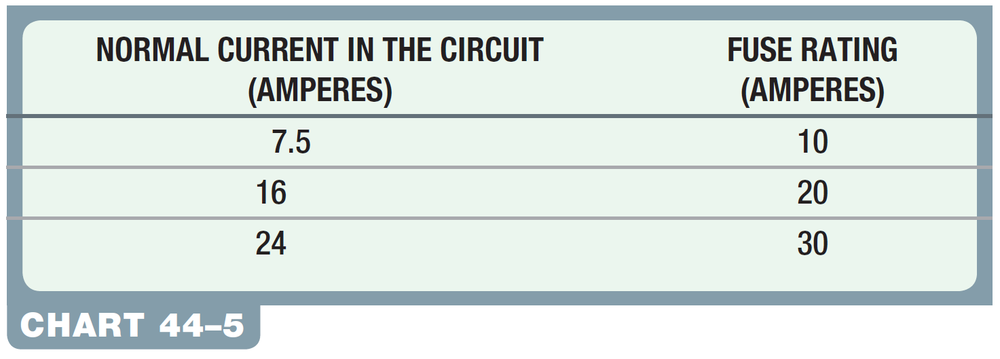 NORMAL CURRENT IN THE CIRCUIT FUSE RATING
(AMPERES) (AMPERES)
7.5 10
16 20
24 30
CHART 44–5